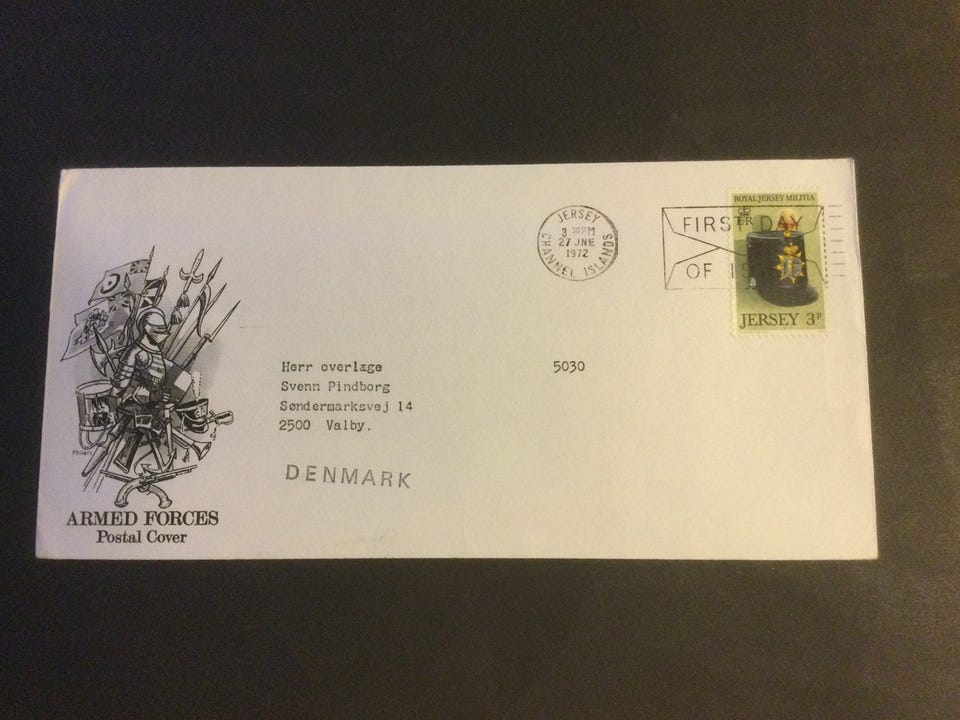 ROYAL JERSEY MILITIA
ER
JERSEY 3P
JERSEY
3 30PM
27 JNE
1972
CHANNEL ISLANDS
FIRST DAY
OF
Herr overlæge
Svenn Pindborg
Søndermarksvej 14
2500 Valby.
5030
DENMARK
ARMED FORCES
Postal Cover